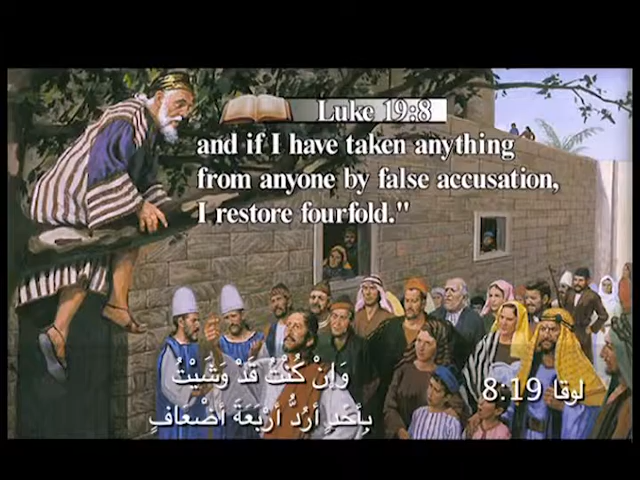 Luke 19:8
and if I have taken anything
from anyone by false accusation,
I restore fourfold."
وَإِنْ كُنْتُ قَدْ وَشَيْتُ
بِأَحَدٍ أَرُدُّ أَرْبَعَةَ أَضْعَافٍ
لوقا 8:19